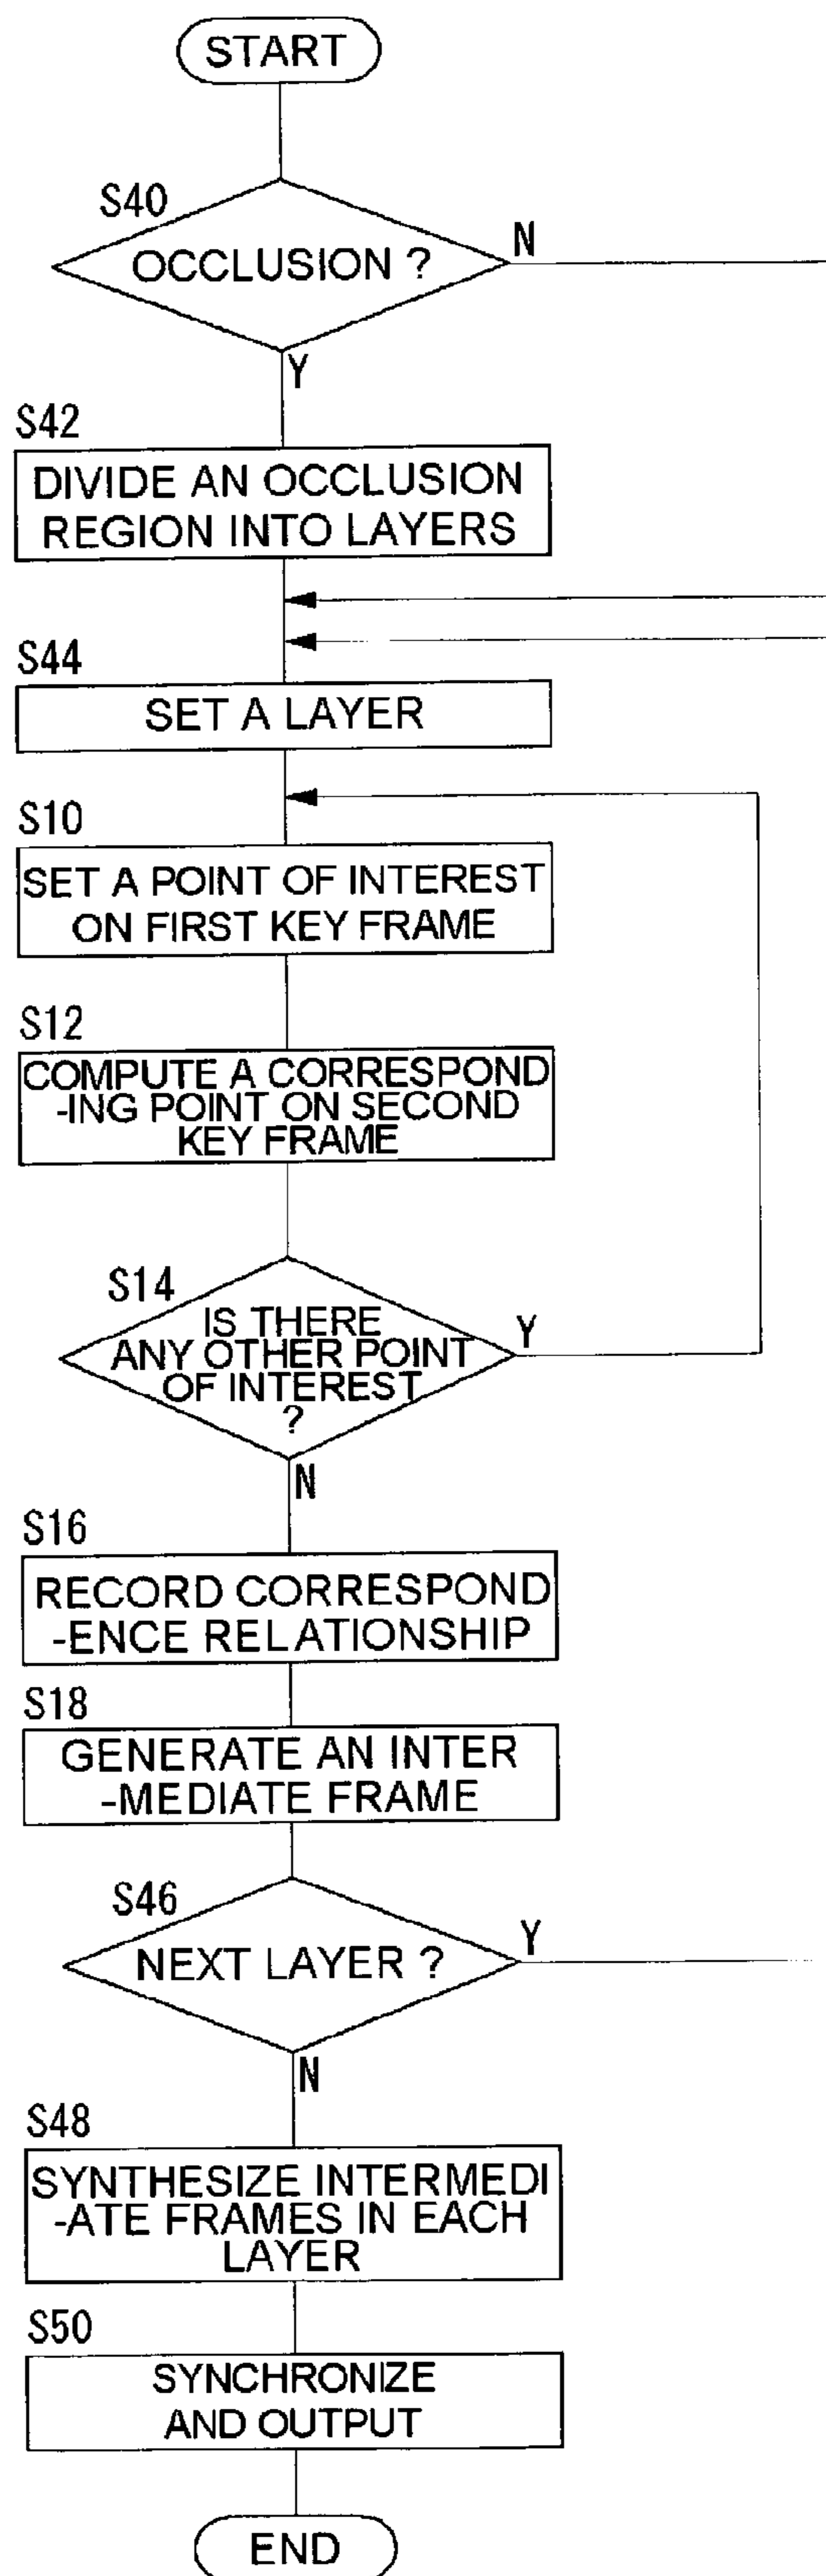 START
S40
OCCLUSION ?
N
Y
S42
DIVIDE AN OCCLUSION
REGION INTO LAYERS
S44
SET A LAYER
S10
SET A POINT OF INTEREST
ON FIRST KEY FRAME
S12
COMPUTE A CORRESPOND
-ING POINT ON SECOND
KEY FRAME
S14
IS THERE
ANY OTHER POINT
OF INTEREST
?
Y
N
S16
RECORD CORRESPOND
-ENCE RELATIONSHIP
S18
GENERATE AN INTER
-MEDIATE FRAME
S46
NEXT LAYER ?
Y
N
S48
SYNTHESIZE INTERMEDI
-ATE FRAMES IN EACH
LAYER
S50
SYNCHRONIZE
AND OUTPUT
END